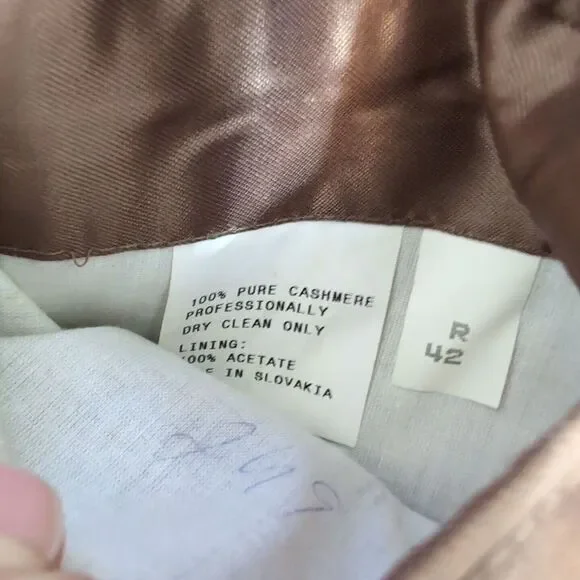 100% PURE CASHMERE
PROFESSIONALLY
DRY CLEAN ONLY
LINING:
100% ACETATE
IN SLOVAKIA
R
42